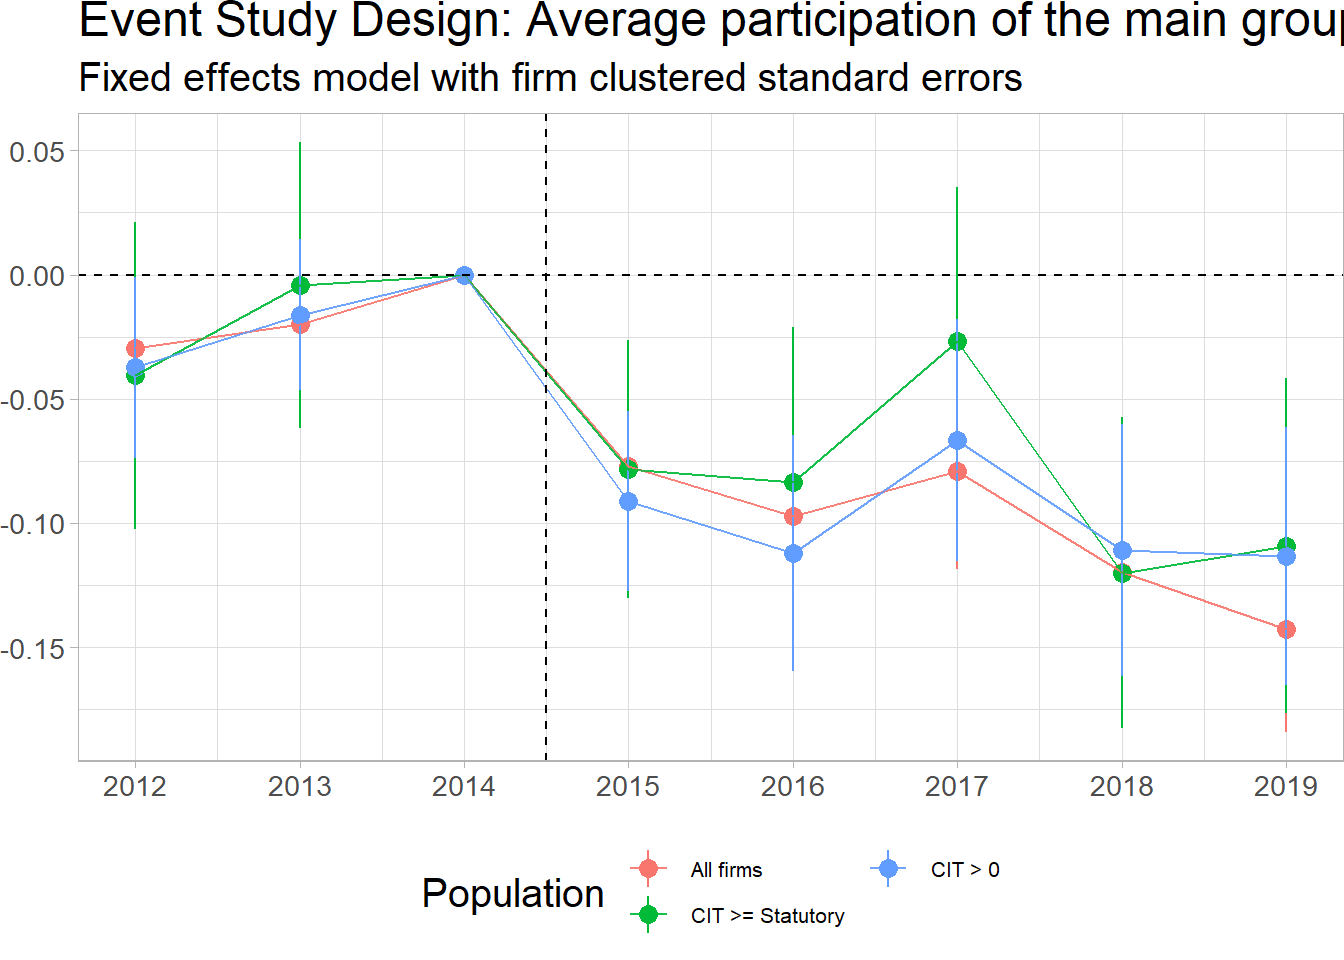 Event Study Design: Average participation of the main grou
Fixed effects model with firm clustered standard errors
0.05
0.00
-0.05
-0.10
-0.15
2012 2013 2014 2015 2016 2017 2018 2019
Population
All firms
CIT > 0
CIT >= Statutory